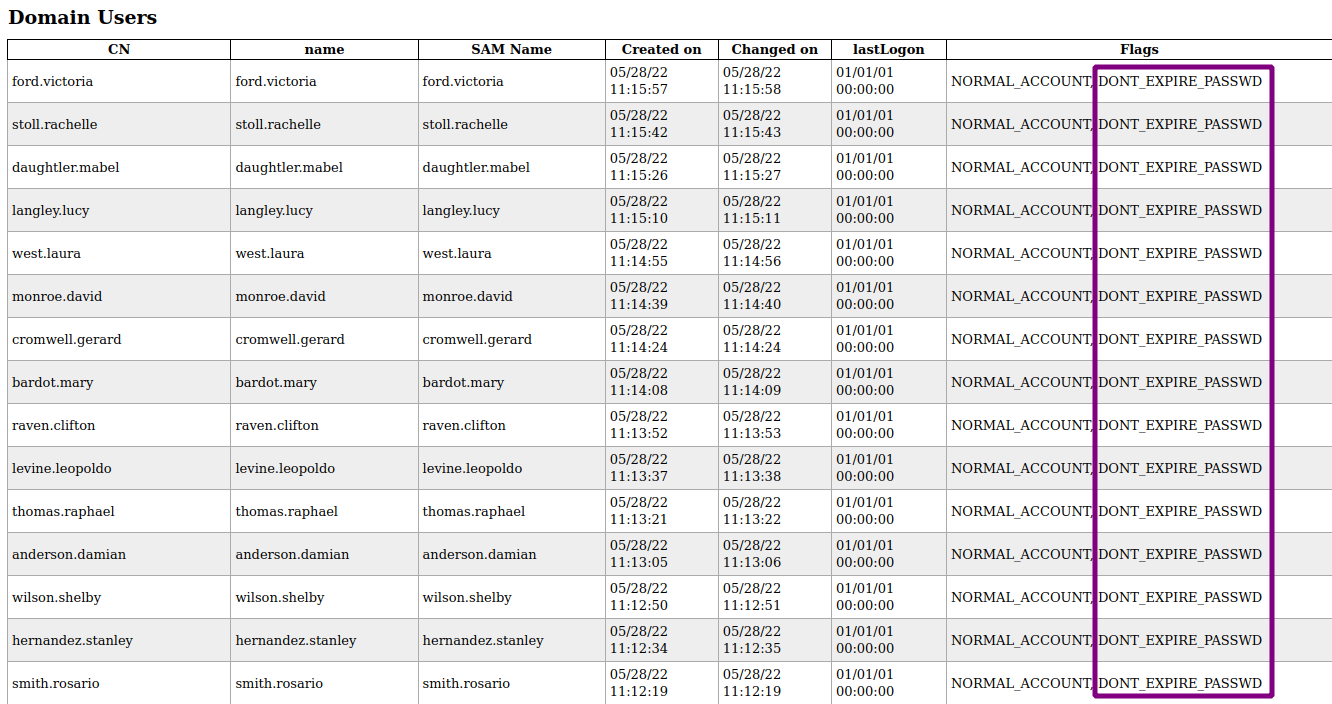 Domain Users
CN name SAM Name Created on Changed on lastLogon Flags
ford.victoria ford.victoria ford.victoria 05/28/22 11:15:57 05/28/22 11:15:58 01/01/01 00:00:00 NORMAL_ACCOUNT, DONT_EXPIRE_PASSWD
stoll.rachelle stoll.rachelle stoll.rachelle 05/28/22 11:15:42 05/28/22 11:15:43 01/01/01 00:00:00 NORMAL_ACCOUNT, DONT_EXPIRE_PASSWD
daughtler.mabel daughtler.mabel daughtler.mabel 05/28/22 11:15:26 05/28/22 11:15:27 01/01/01 00:00:00 NORMAL_ACCOUNT, DONT_EXPIRE_PASSWD
langley.lucy langley.lucy langley.lucy 05/28/22 11:15:10 05/28/22 11:15:11 01/01/01 00:00:00 NORMAL_ACCOUNT, DONT_EXPIRE_PASSWD
west.laura west.laura west.laura 05/28/22 11:14:55 05/28/22 11:14:56 01/01/01 00:00:00 NORMAL_ACCOUNT, DONT_EXPIRE_PASSWD
monroe.david monroe.david monroe.david 05/28/22 11:14:39 05/28/22 11:14:40 01/01/01 00:00:00 NORMAL_ACCOUNT, DONT_EXPIRE_PASSWD
cromwell.gerard cromwell.gerard cromwell.gerard 05/28/22 11:14:24 05/28/22 11:14:24 01/01/01 00:00:00 NORMAL_ACCOUNT, DONT_EXPIRE_PASSWD
bardot.mary bardot.mary bardot.mary 05/28/22 11:14:08 05/28/22 11:14:09 01/01/01 00:00:00 NORMAL_ACCOUNT, DONT_EXPIRE_PASSWD
raven.clifton raven.clifton raven.clifton 05/28/22 11:13:52 05/28/22 11:13:53 01/01/01 00:00:00 NORMAL_ACCOUNT, DONT_EXPIRE_PASSWD
levine.leopoldo levine.leopoldo levine.leopoldo 05/28/22 11:13:37 05/28/22 11:13:38 01/01/01 00:00:00 NORMAL_ACCOUNT, DONT_EXPIRE_PASSWD
thomas.raphael thomas.raphael thomas.raphael 05/28/22 11:13:21 05/28/22 11:13:22 01/01/01 00:00:00 NORMAL_ACCOUNT, DONT_EXPIRE_PASSWD
anderson.damian anderson.damian anderson.damian 05/28/22 11:13:05 05/28/22 11:13:06 01/01/01 00:00:00 NORMAL_ACCOUNT, DONT_EXPIRE_PASSWD
wilson.shelby wilson.shelby wilson.shelby 05/28/22 11:12:50 05/28/22 11:12:51 01/01/01 00:00:00 NORMAL_ACCOUNT, DONT_EXPIRE_PASSWD
hernandez.stanley hernandez.stanley hernandez.stanley 05/28/22 11:12:34 05/28/22 11:12:35 01/01/01 00:00:00 NORMAL_ACCOUNT, DONT_EXPIRE_PASSWD
smith.rosario smith.rosario smith.rosario 05/28/22 11:12:19 05/28/22 11:12:19 01/01/01 00:00:00 NORMAL_ACCOUNT, DONT_EXPIRE_PASSWD